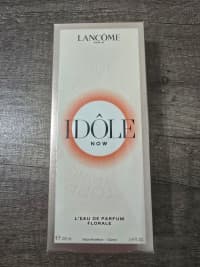 LANCÔME
PARIS
IDÔLE
NOW
L'EAU DE PARFUM
FLORALE